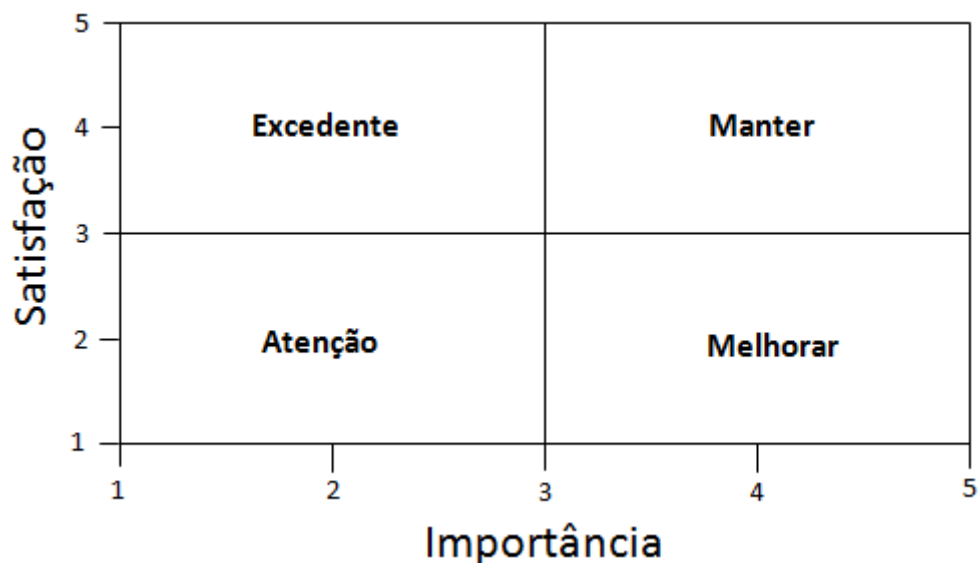 5
Excedente
Manter
4
Satisfação
3
2
Atenção
Melhorar
1
1
2
3
4
5
Importância